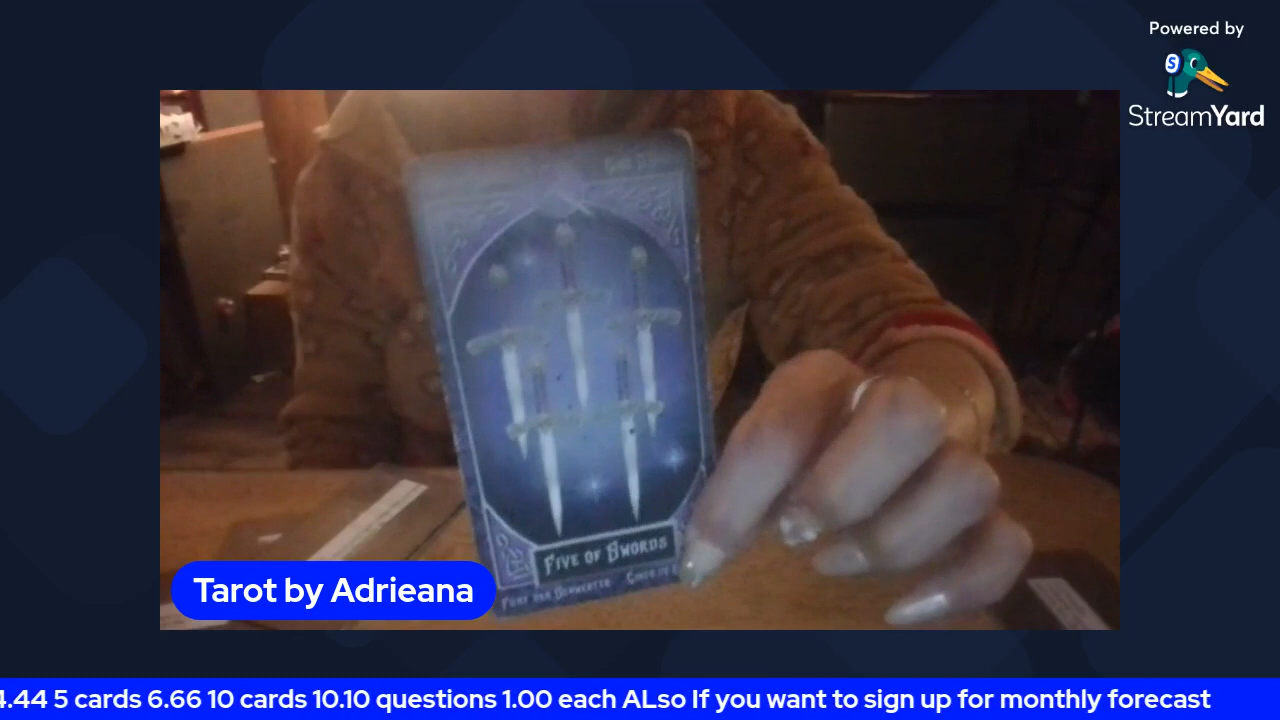 Powered by
StreamYard
FIVE OF SWORDS
Tarot by Adrieana
4.44 5 cards 6.66 10 cards 10.10 questions 1.00 each ALso If you want to sign up for monthly forecast